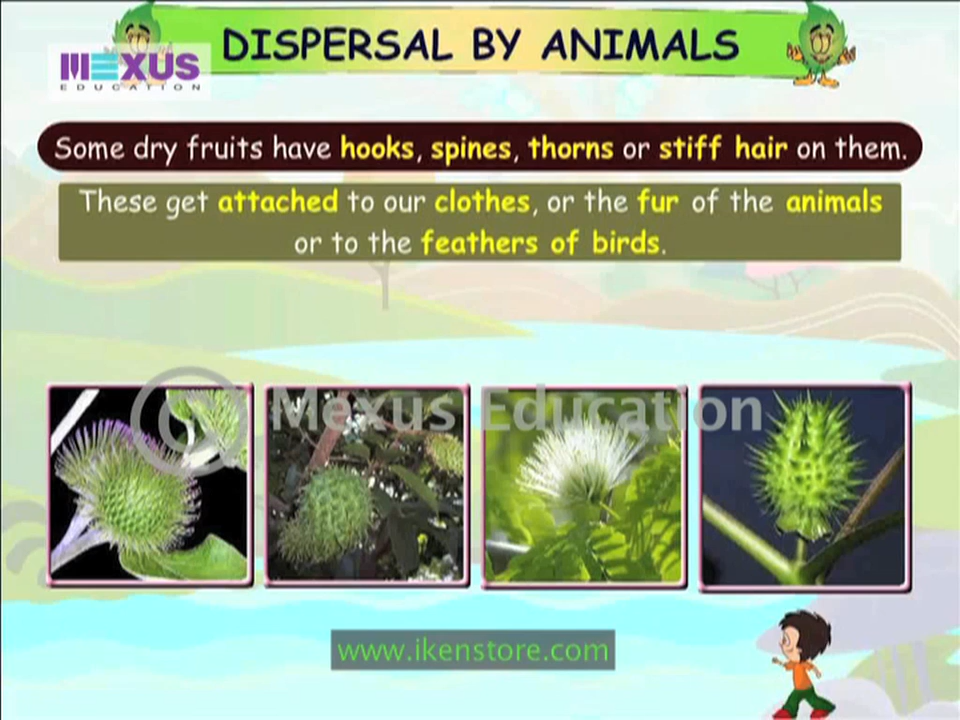 DISPERSAL BY ANIMALS
MEXUS
EDUCATION
Some dry fruits have hooks, spines, thorns or stiff hair on them.
These get attached to our clothes, or the fur of the animals
or to the feathers of birds.
© Mexus Education
www.ikenstore.com